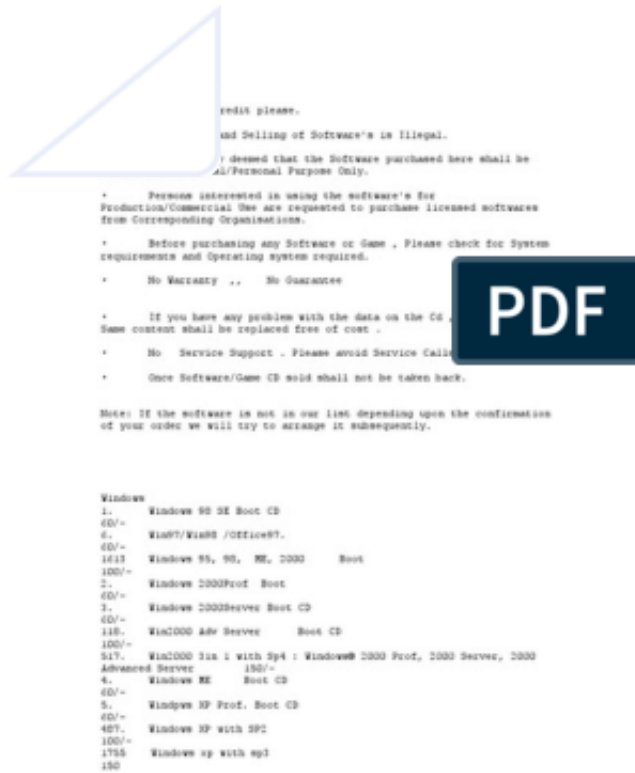 redit please.
and Selling of Software's is Illegal.
deemed that the Software purchased here shall be
al/Personal Purpose Only.
• Persons interested in using the software's for
Production/Commercial Use are requested to purchase licensed softwares
from Corresponding Organisations.
• Before purchasing any Software or Game , Please check for System
requirements and Operating system required.
• No Warranty ,, No Guarantee
• If you have any problem with the data on the Cd ,
Same content shall be replaced free of cost .
PDF
• No Service Support . Please avoid Service Calls
• Once Software/Game CD sold shall not be taken back.
Note: If the software is not in our list depending upon the confirmation
of your order we will try to arrange it subsequently.
Windows
1. Windows 98 SE Boot CD
60/-
6. Win97/Win98 /Office97.
60/-
1613 Windows 95, 98, ME, 2000 Boot
100/-
2. Windows 2000Prof Boot
60/-
3. Windows 2000Server Boot CD
60/-
118. Win2000 Adv Server Boot CD
100/-
517. Win2000 3in 1 with Sp4 : Windows® 2000 Prof, 2000 Server, 2000
Advanced Server 150/-
4. Windows ME Boot CD
60/-
5. Windpws XP Prof. Boot CD
60/-
487. Windows XP with SP2
100/-
1755 Windows xp with sp3
150